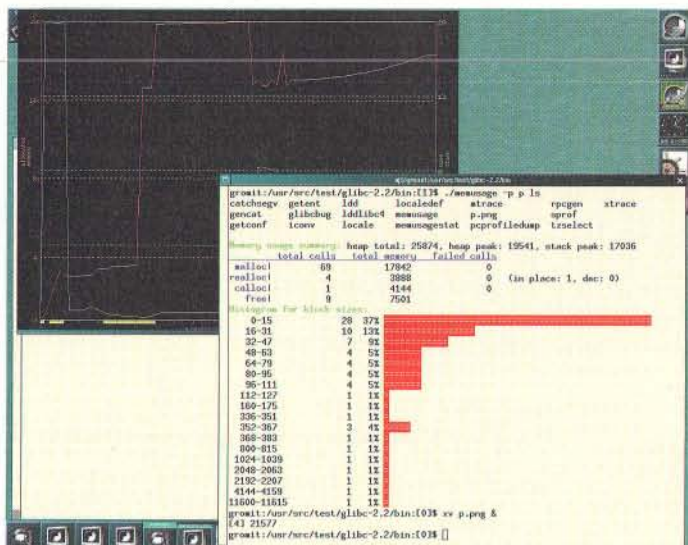 gromit:/usr/src/test/glibc-2.2/bin:[1]$ ./memusage -p p ls
catchsegv getent ldd localedef mtrace rpcgen xtrace
gencat glibcbug lddlibc4 memusage p.png sprof
getconf iconv locale memusagestat pcprofiledump tzselect
Memory usage summary: heap total: 25874, heap peak: 19541, stack peak: 17036
total calls total memory failed calls
malloc| 69 17842 0
realloc| 4 3888 0 (in place: 1, dec: 0)
calloc| 1 4144 0
free| 9 7501
Histogram for block sizes:
0-15 28 37%
16-31 10 13%
32-47 7 9%
48-63 4 5%
64-79 4 5%
80-95 4 5%
96-111 4 5%
112-127 1 1%
160-175 1 1%
336-351 1 1%
352-367 3 4%
368-383 1 1%
800-815 1 1%
1024-1039 1 1%
2048-2063 1 1%
2192-2207 1 1%
4144-4159 1 1%
11600-11615 1 1%
gromit:/usr/src/test/glibc-2.2/bin:[0]$ xv p.png &
[4] 21577
gromit:/usr/src/test/glibc-2.2/bin:[0]$